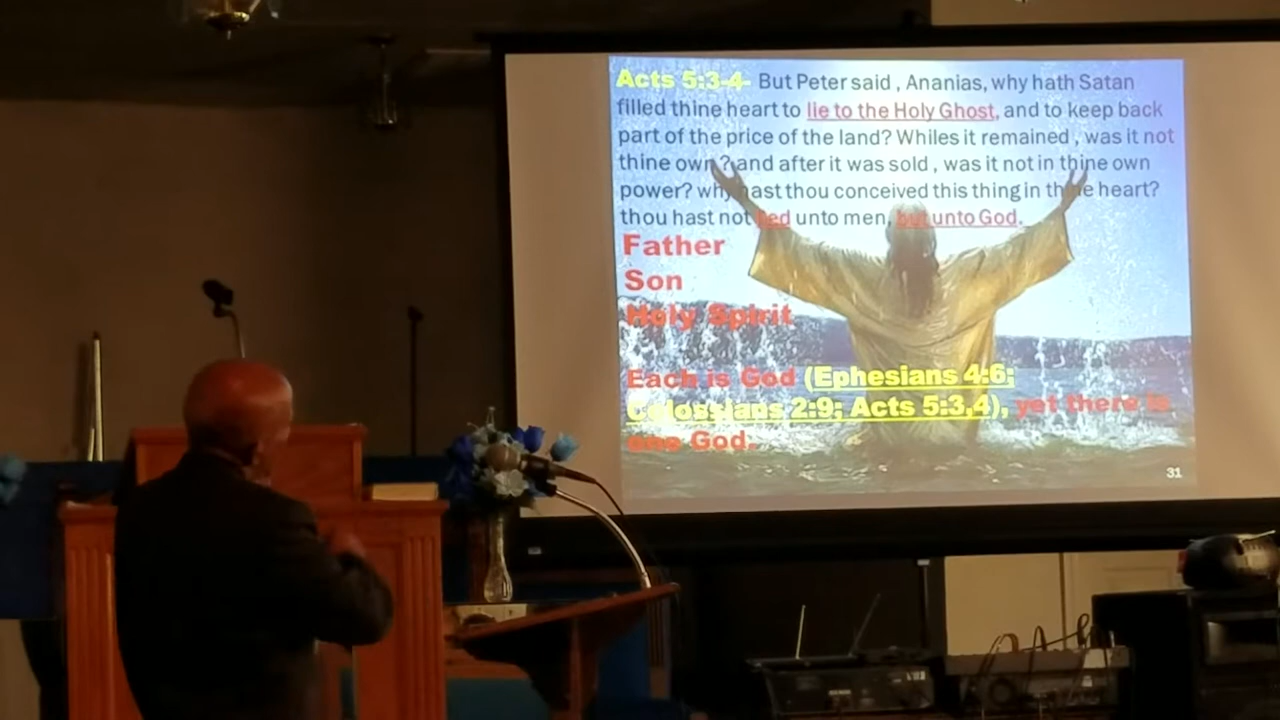 Acts 5:3-4- But Peter said , Ananias, why hath Satan
filled thine heart to lie to the Holy Ghost, and to keep back
part of the price of the land? Whiles it remained , was it not
thine own ? and after it was sold , was it not in thine own
power? why hast thou conceived this thing in thine heart?
thou hast not lied unto men, but unto God.
Father
Son
Holy Spirit
Each is God (Ephesians 4:6;
Colossians 2:9; Acts 5:3,4), yet there is
one God.
31